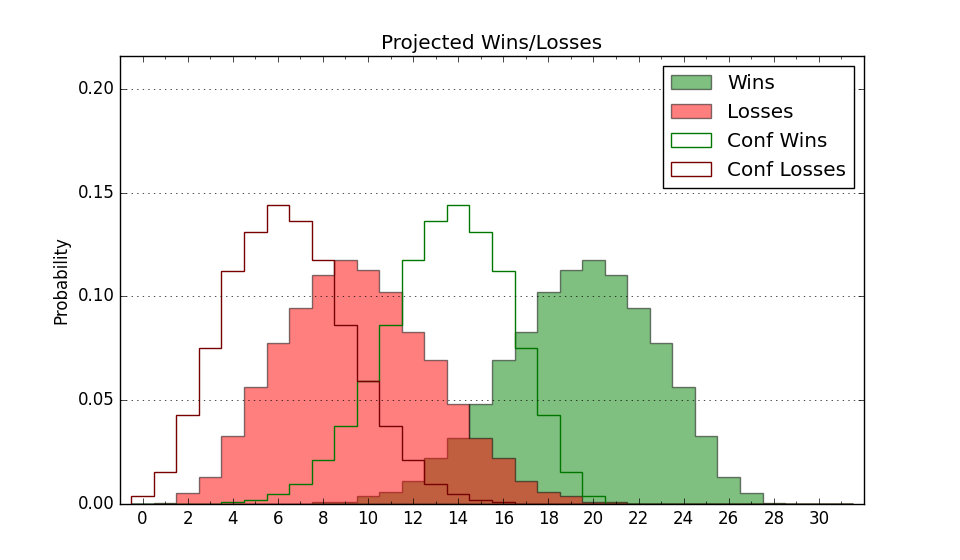 Projected Wins/Losses
0.20
0.15
0.10
0.05
0.00
Probability
Wins
Losses
Conf Wins
Conf Losses
0 2 4 6 8 10 12 14 16 18 20 22 24 26 28 30